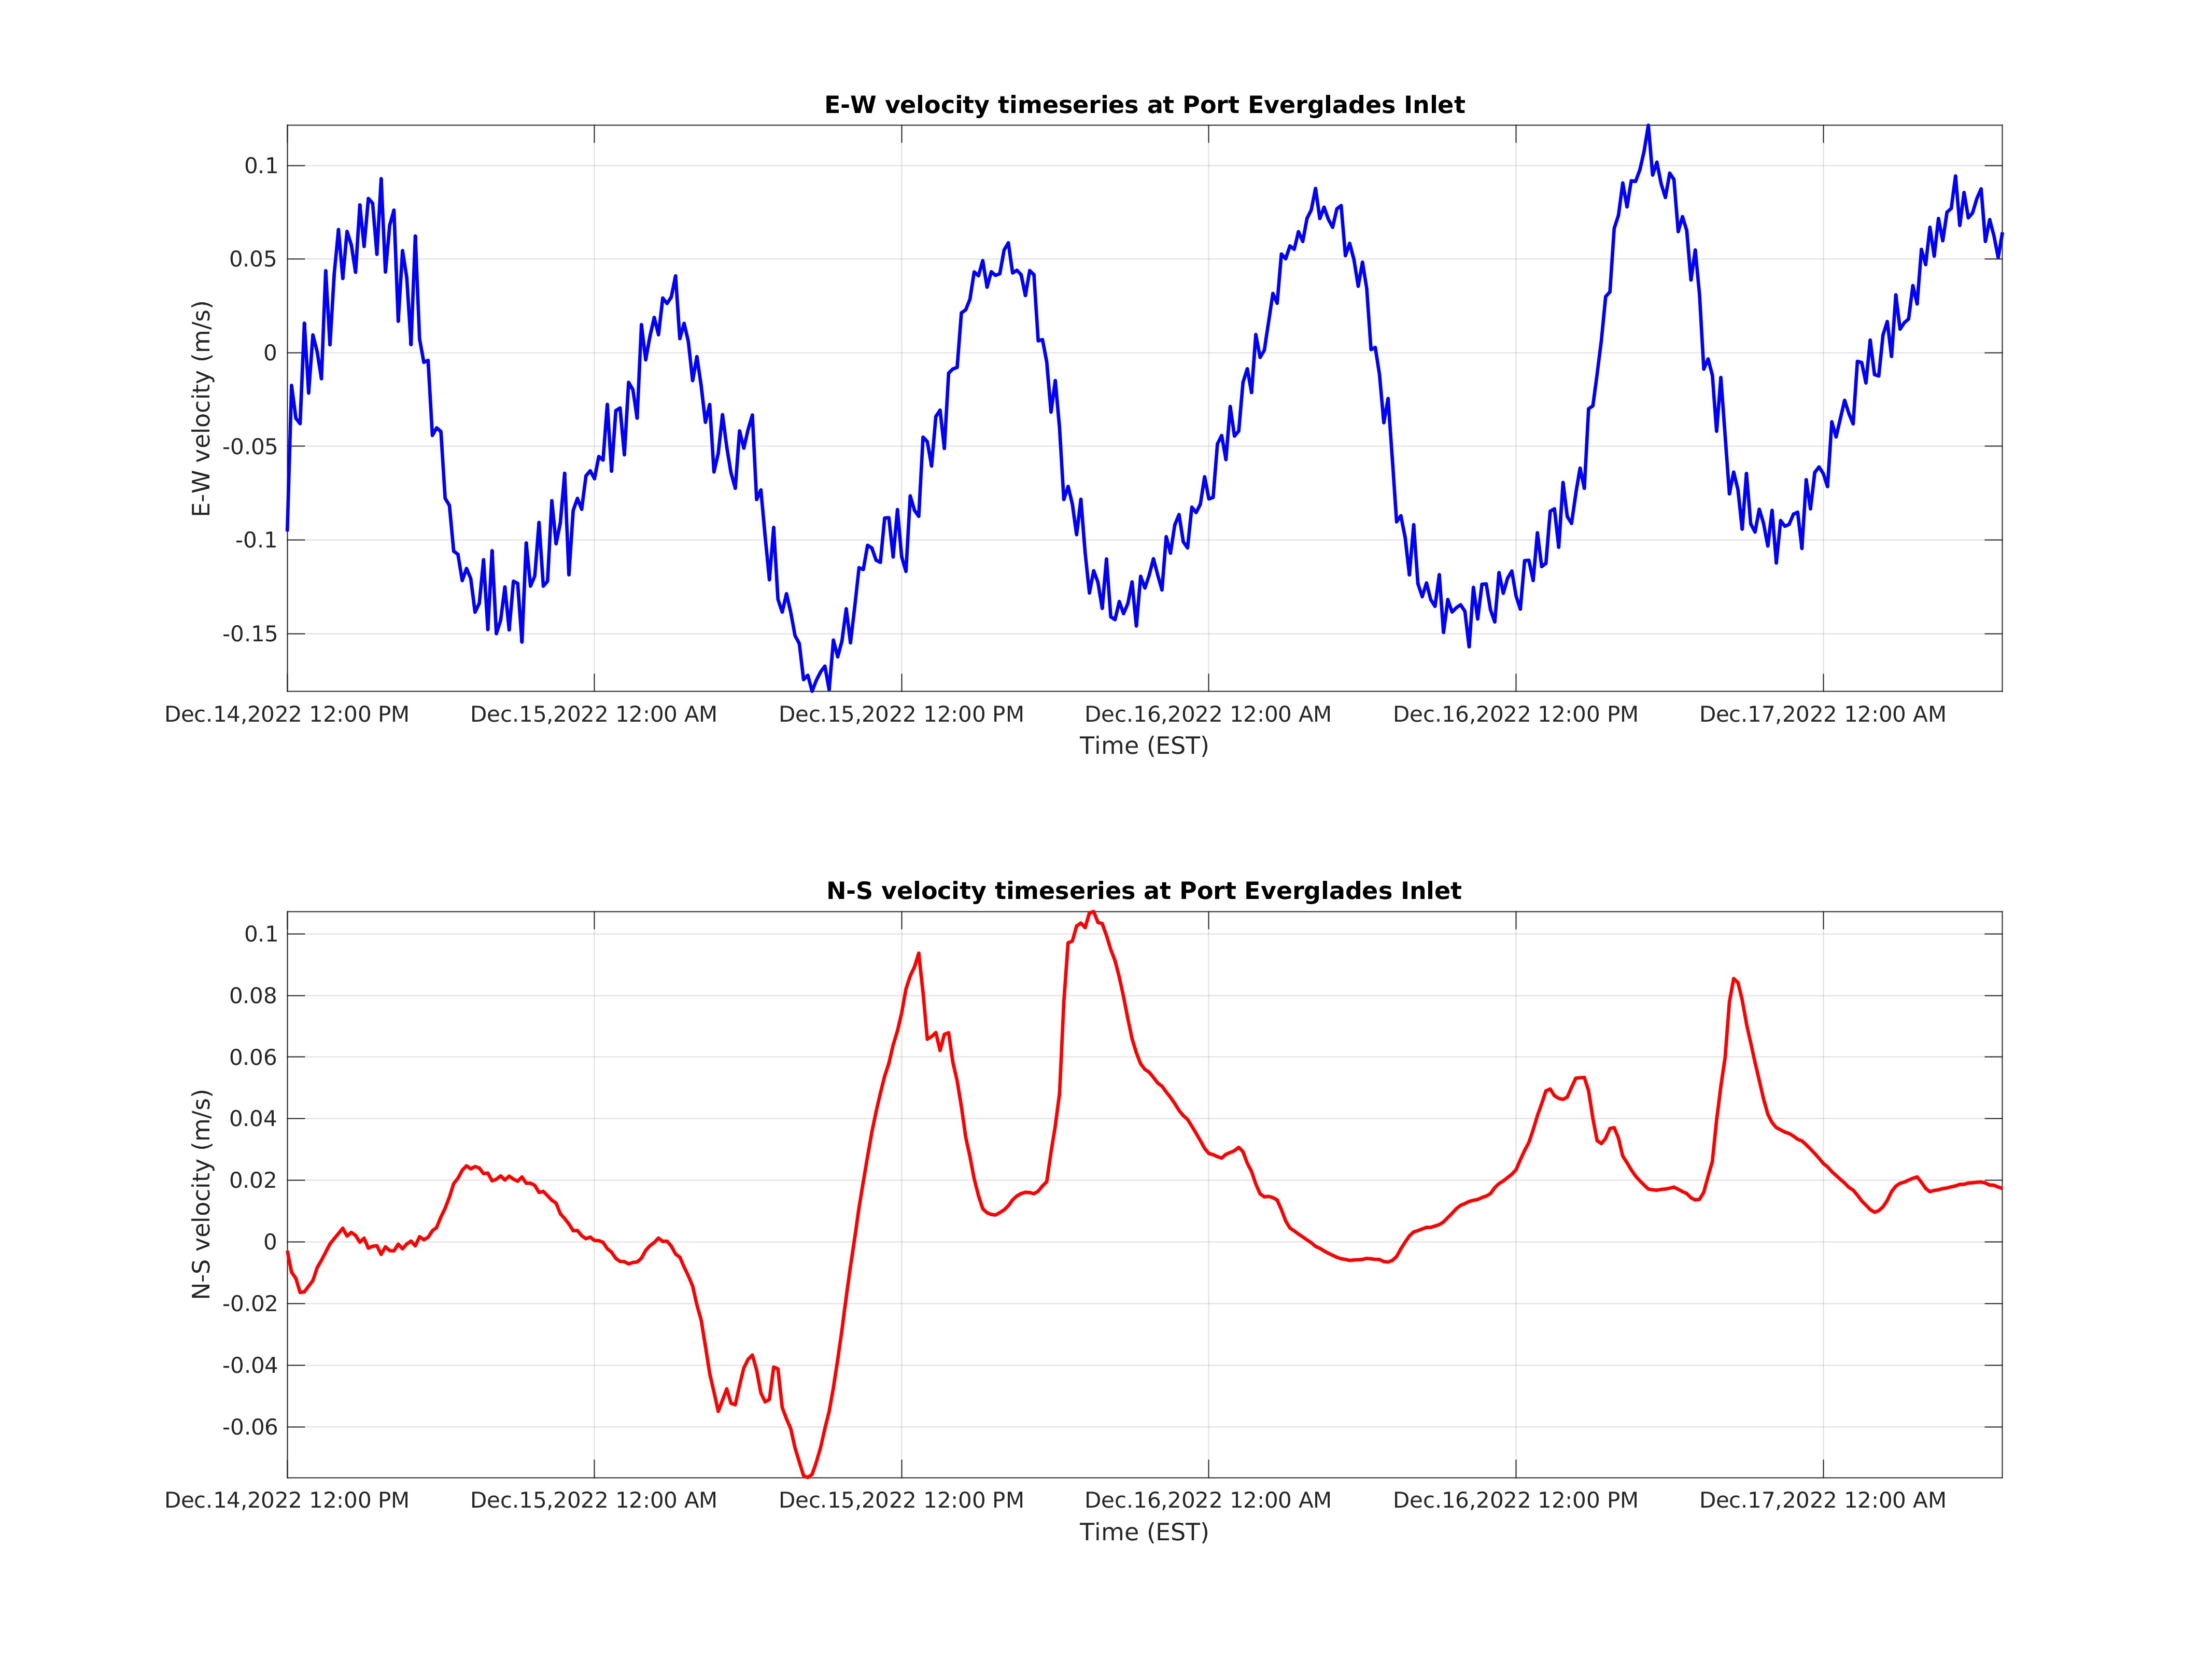 E-W velocity timeseries at Port Everglades Inlet
E-W velocity (m/s)
0.1
0.05
0
-0.05
-0.1
-0.15
Dec.14,2022 12:00 PM Dec.15,2022 12:00 AM Dec.15,2022 12:00 PM Dec.16,2022 12:00 AM Dec.16,2022 12:00 PM Dec.17,2022 12:00 AM
Time (EST)
N-S velocity timeseries at Port Everglades Inlet
N-S velocity (m/s)
0.1
0.08
0.06
0.04
0.02
0
-0.02
-0.04
-0.06
Dec.14,2022 12:00 PM Dec.15,2022 12:00 AM Dec.15,2022 12:00 PM Dec.16,2022 12:00 AM Dec.16,2022 12:00 PM Dec.17,2022 12:00 AM
Time (EST)